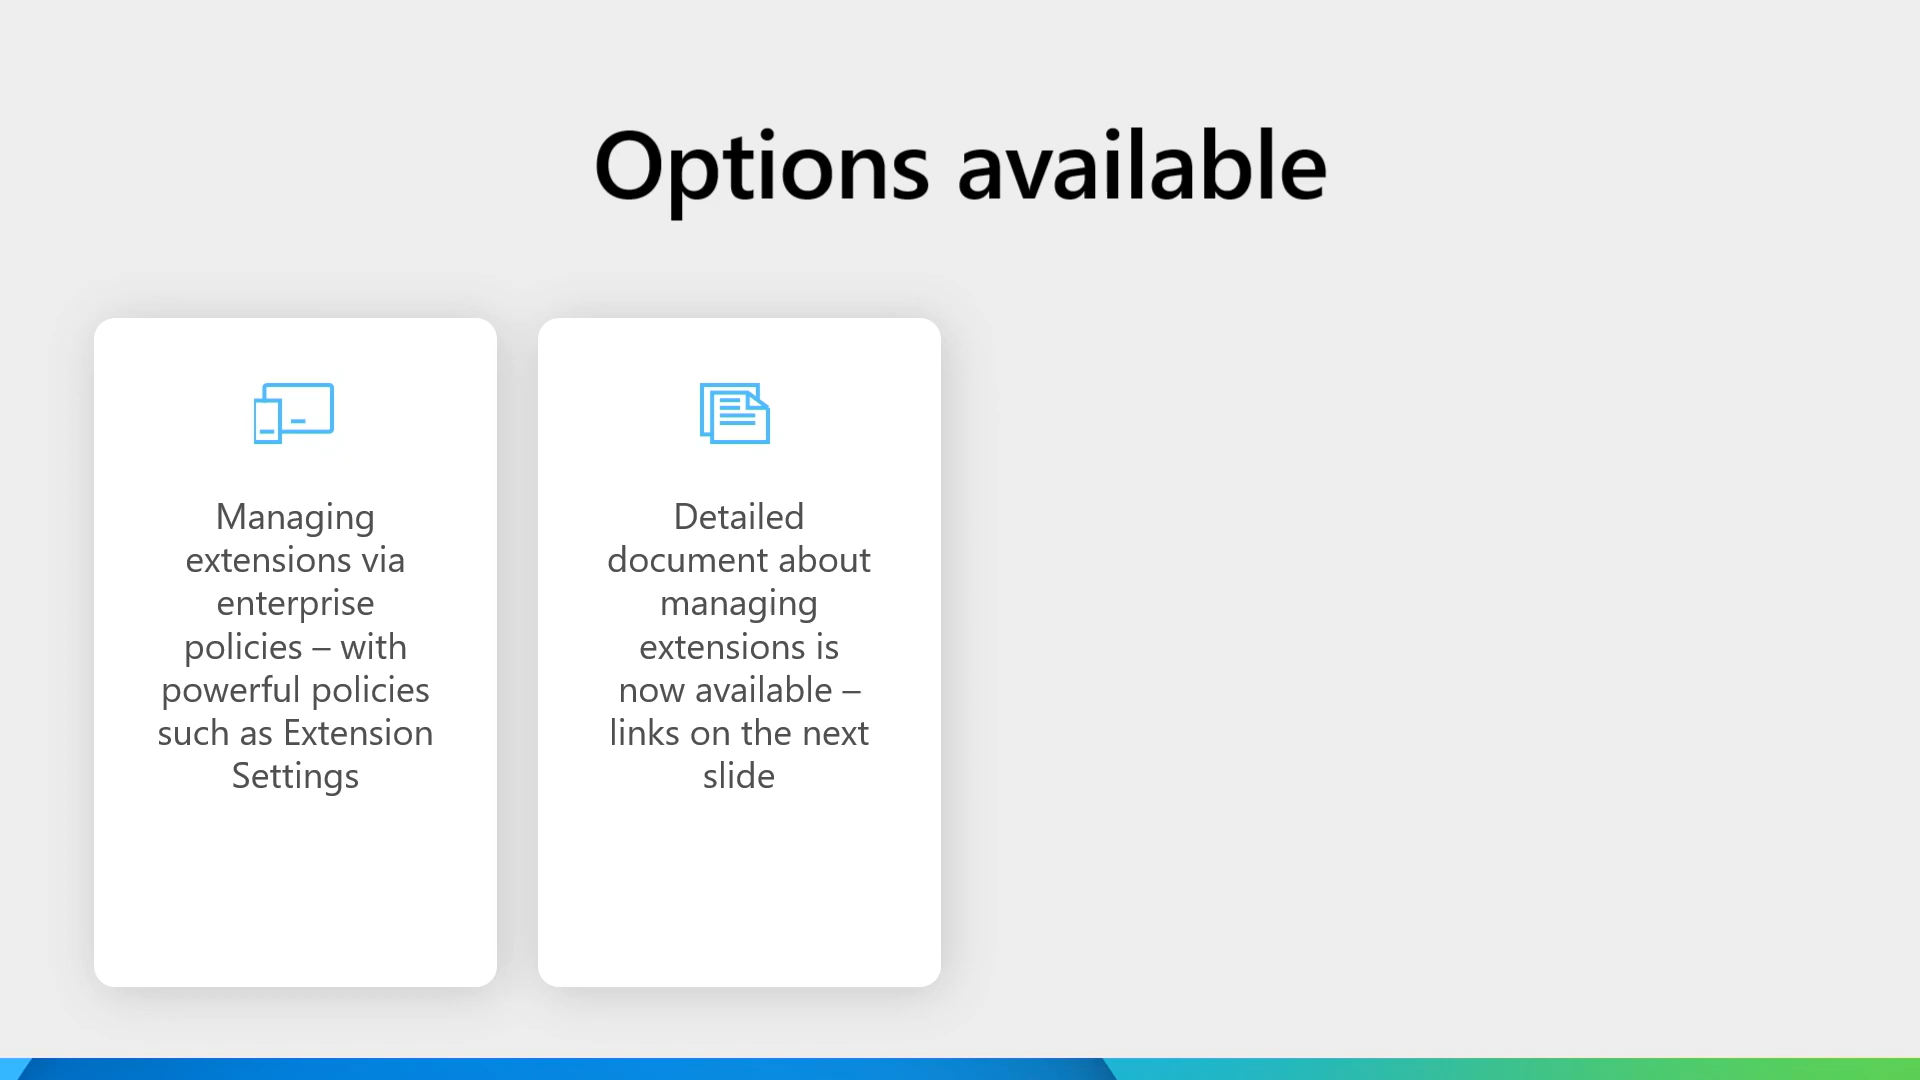 Options available
Managing
extensions via
enterprise
policies – with
powerful policies
such as Extension
Settings
Detailed
document about
managing
extensions is
now available –
links on the next
slide